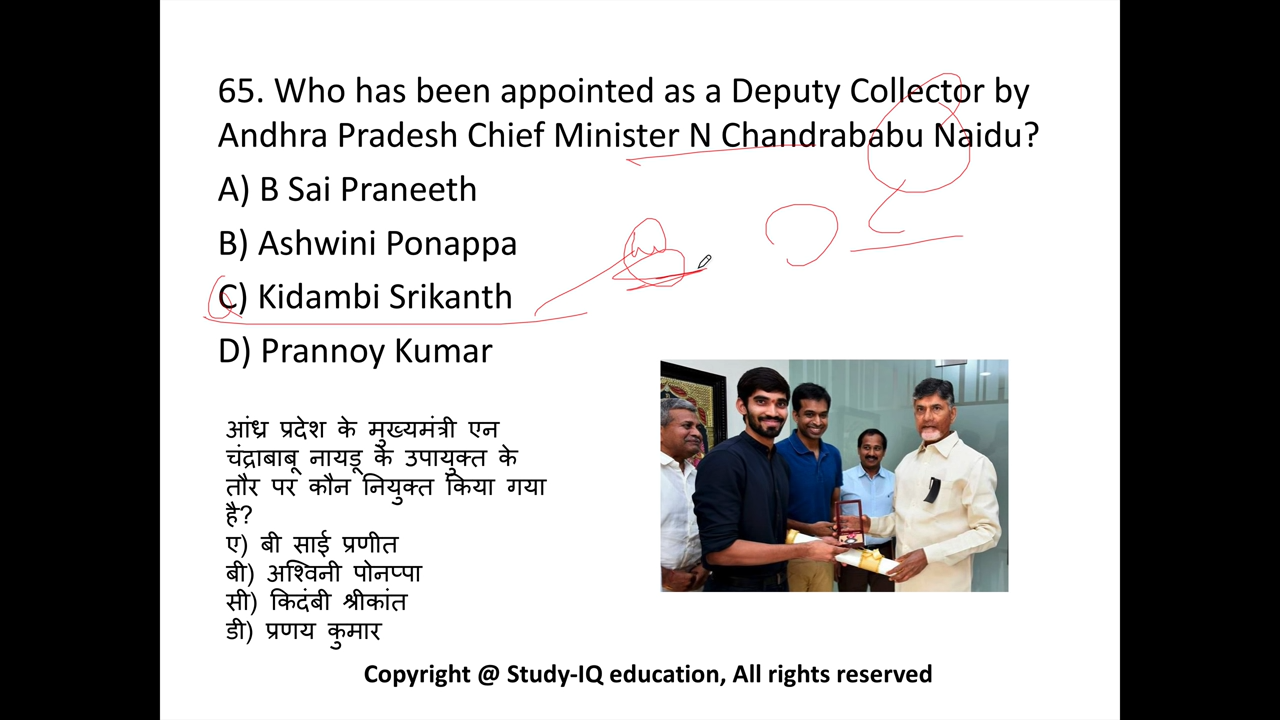 65. Who has been appointed as a Deputy Collector by
Andhra Pradesh Chief Minister N Chandrababu Naidu?
A) B Sai Praneeth
B) Ashwini Ponappa
C) Kidambi Srikanth
D) Prannoy Kumar
आंध्र प्रदेश के मुख्यमंत्री एन
चंद्राबाबू नायडू के उपायुक्त के
तौर पर कौन नियुक्त किया गया
है?
ए) बी साई प्रणीत
बी) अश्विनी पोनप्पा
सी) किदंबी श्रीकांत
डी) प्रणय कुमार
Copyright @ Study-IQ education, All rights reserved